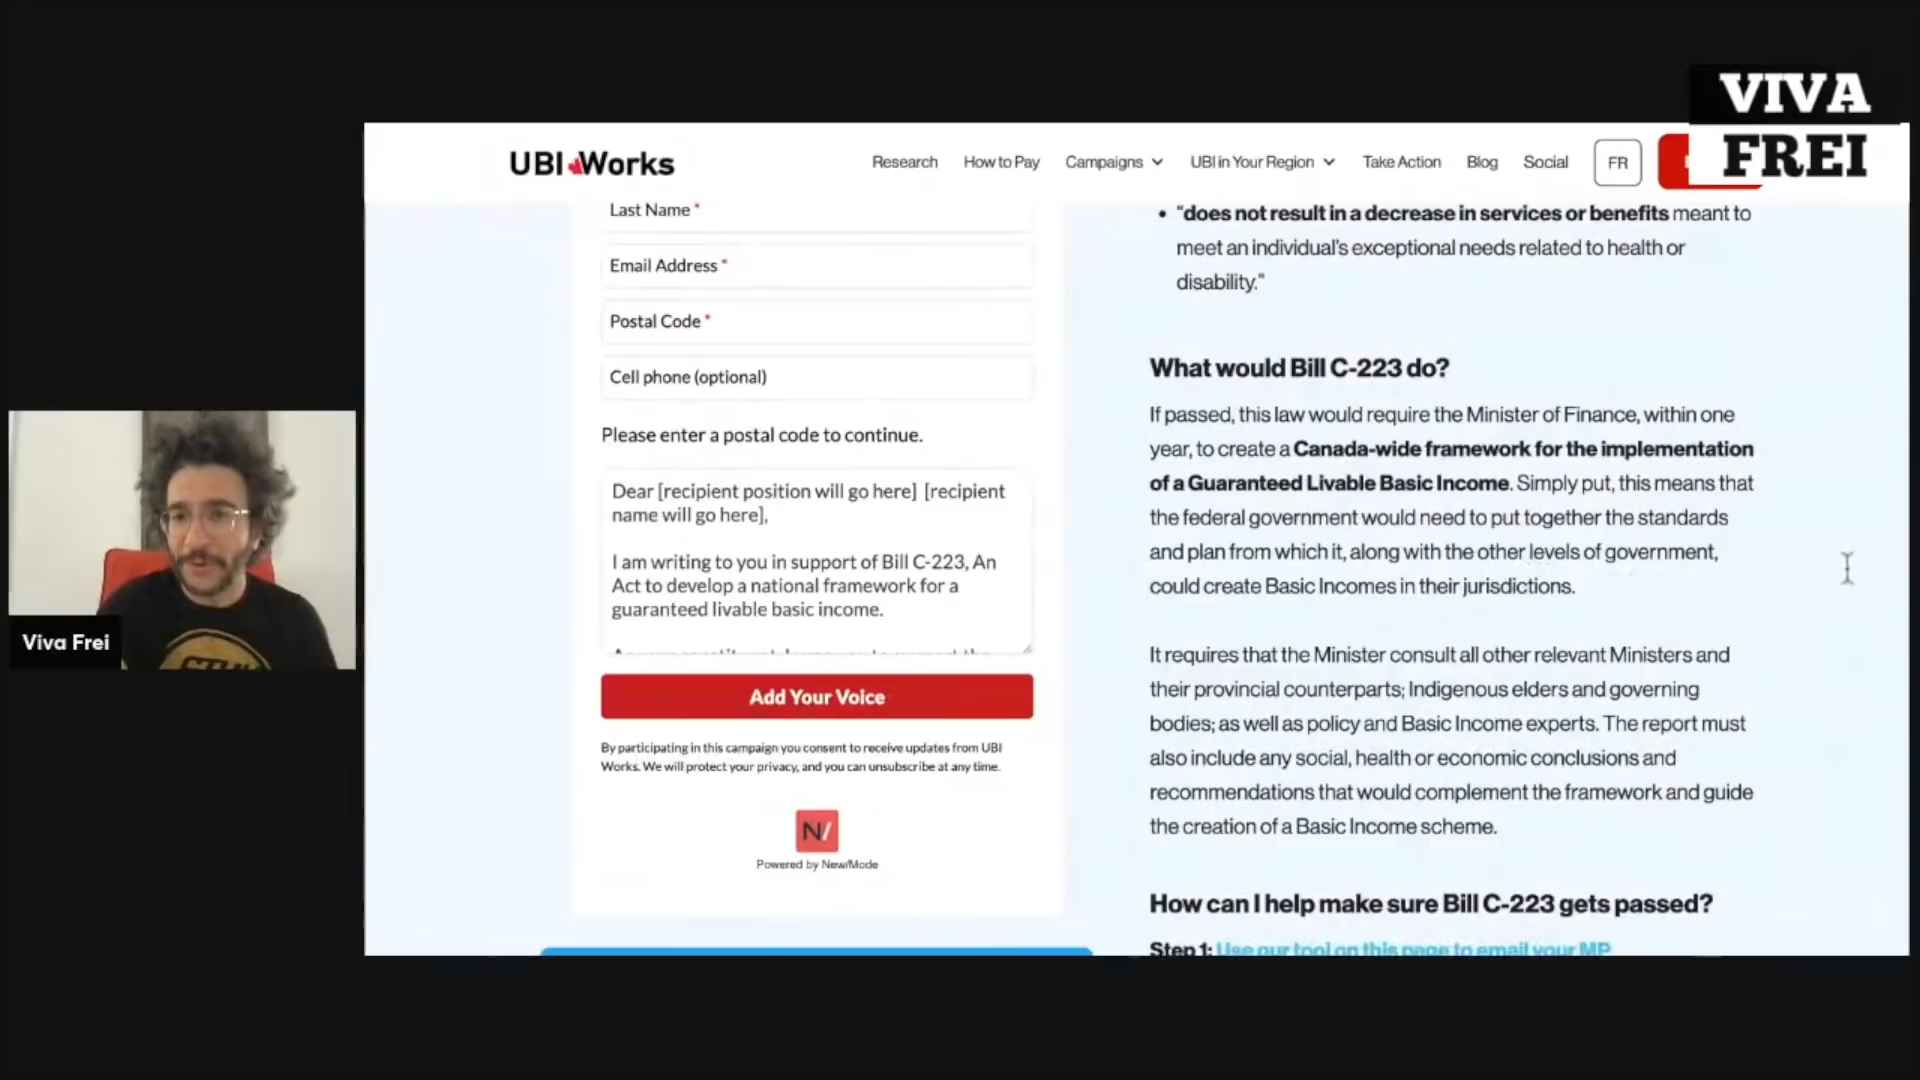 VIVA
FREI
UBI Works
Research
How to Pay
Campaigns
UBI in Your Region
Take Action
Blog
Social
FR
Last Name *
Email Address *
Postal Code *
Cell phone (optional)
Please enter a postal code to continue.
Dear [recipient position will go here] [recipient
name will go here],
I am writing to you in support of Bill C-223, An
Act to develop a national framework for a
guaranteed livable basic income.
Add Your Voice
By participating in this campaign you consent to receive updates from UBI
Works. We will protect your privacy, and you can unsubscribe at any time.
N/
Powered by New/Mode
• “does not result in a decrease in services or benefits meant to
meet an individual’s exceptional needs related to health or
disability.”
What would Bill C-223 do?
If passed, this law would require the Minister of Finance, within one
year, to create a Canada-wide framework for the implementation
of a Guaranteed Livable Basic Income. Simply put, this means that
the federal government would need to put together the standards
and plan from which it, along with the other levels of government,
could create Basic Incomes in their jurisdictions.
It requires that the Minister consult all other relevant Ministers and
their provincial counterparts; Indigenous elders and governing
bodies; as well as policy and Basic Income experts. The report must
also include any social, health or economic conclusions and
recommendations that would complement the framework and guide
the creation of a Basic Income scheme.
How can I help make sure Bill C-223 gets passed?
Step 1: Use our tool on this page to email your MP
Viva Frei